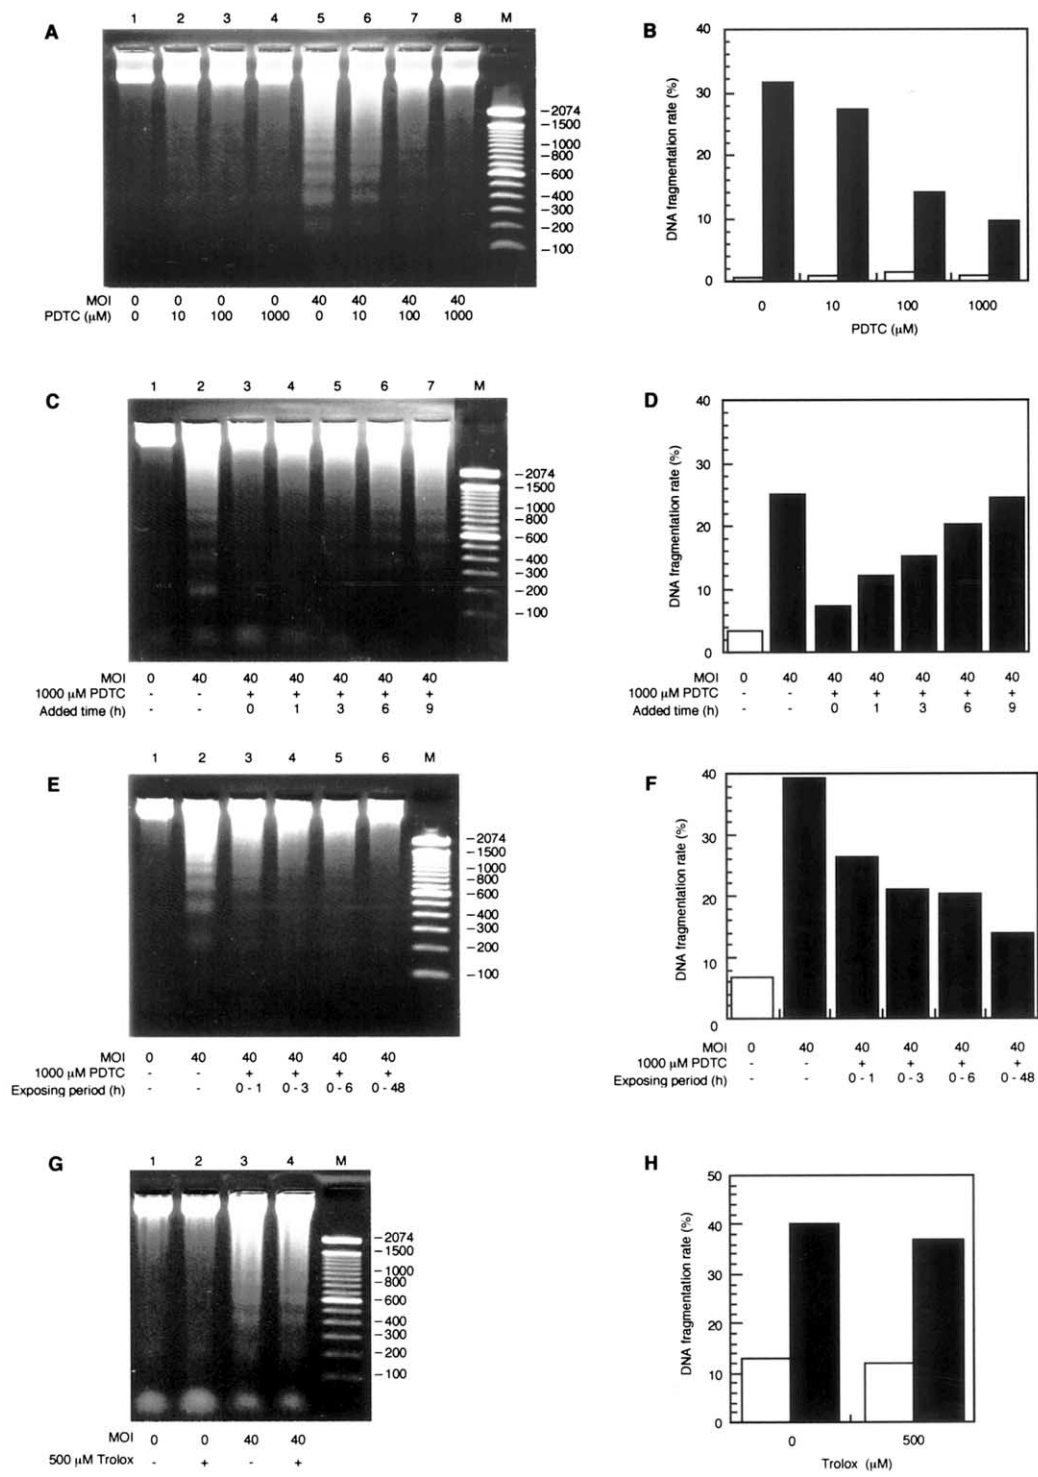 A
1 2 3 4 5 6 7 8 M
-2074
-1500
-1000
-800
-600
-400
-300
-200
-100
MOI 0 0 0 0 40 40 40 40
PDTC (μM) 0 10 100 1000 0 10 100 1000
B
DNA fragmentation rate (%)
40
30
20
10
0
0 10 100 1000
PDTC (μM)
C
1 2 3 4 5 6 7 M
-2074
-1500
-1000
-800
-600
-400
-300
-200
-100
MOI 0 40 40 40 40 40 40
1000 μM PDTC - - + + + + +
Added time (h) - - 0 1 3 6 9
D
DNA fragmentation rate (%)
40
30
20
10
0
MOI 0 40 40 40 40 40 40
1000 μM PDTC - - + + + + +
Added time (h) - - 0 1 3 6 9
E
1 2 3 4 5 6 M
-2074
-1500
-1000
-800
-600
-400
-300
-200
-100
MOI 0 40 40 40 40 40
1000 μM PDTC - - + + + +
Exposing period (h) - - 0-1 0-3 0-6 0-48
F
DNA fragmentation rate (%)
40
30
20
10
0
MOI 0 40 40 40 40 40
1000 μM PDTC - - + + + +
Exposing period (h) - - 0-1 0-3 0-6 0-48
G
1 2 3 4 M
-2074
-1500
-1000
-800
-600
-400
-300
-200
-100
MOI 0 0 40 40
500 μM Trolox - + - +
H
DNA fragmentation rate (%)
50
40
30
20
10
0
0 500
Trolox (μM)